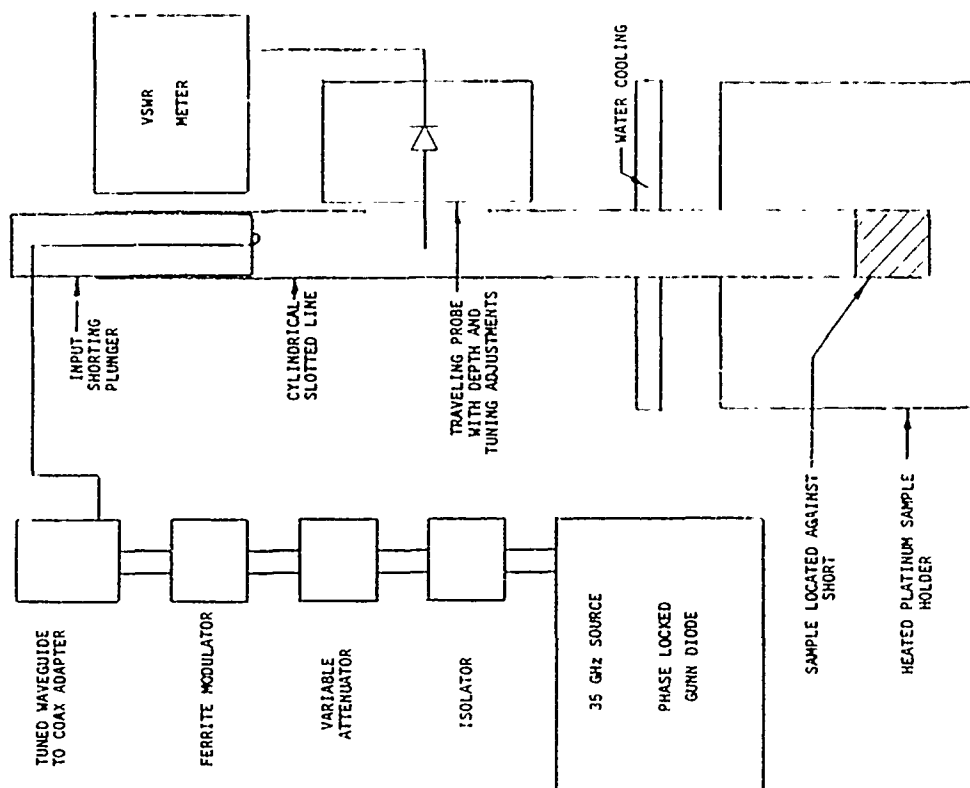 VSWR
METER
INPUT
SHORTING
PLUNGER
CYLINDRICAL
SLOTTED LINE
TRAVELING PROBE
WITH DEPTH AND
TUNING ADJUSTMENTS
WATER COOLING
SAMPLE LOCATED AGAINST
SHORT
HEATED PLATINUM SAMPLE
HOLDER
TUNED WAVEGUIDE
TO COAX ADAPTER
FERRITE MODULATOR
VARIABLE
ATTENUATOR
ISOLATOR
35 GHz SOURCE
PHASE LOCKED
GUNN DIODE